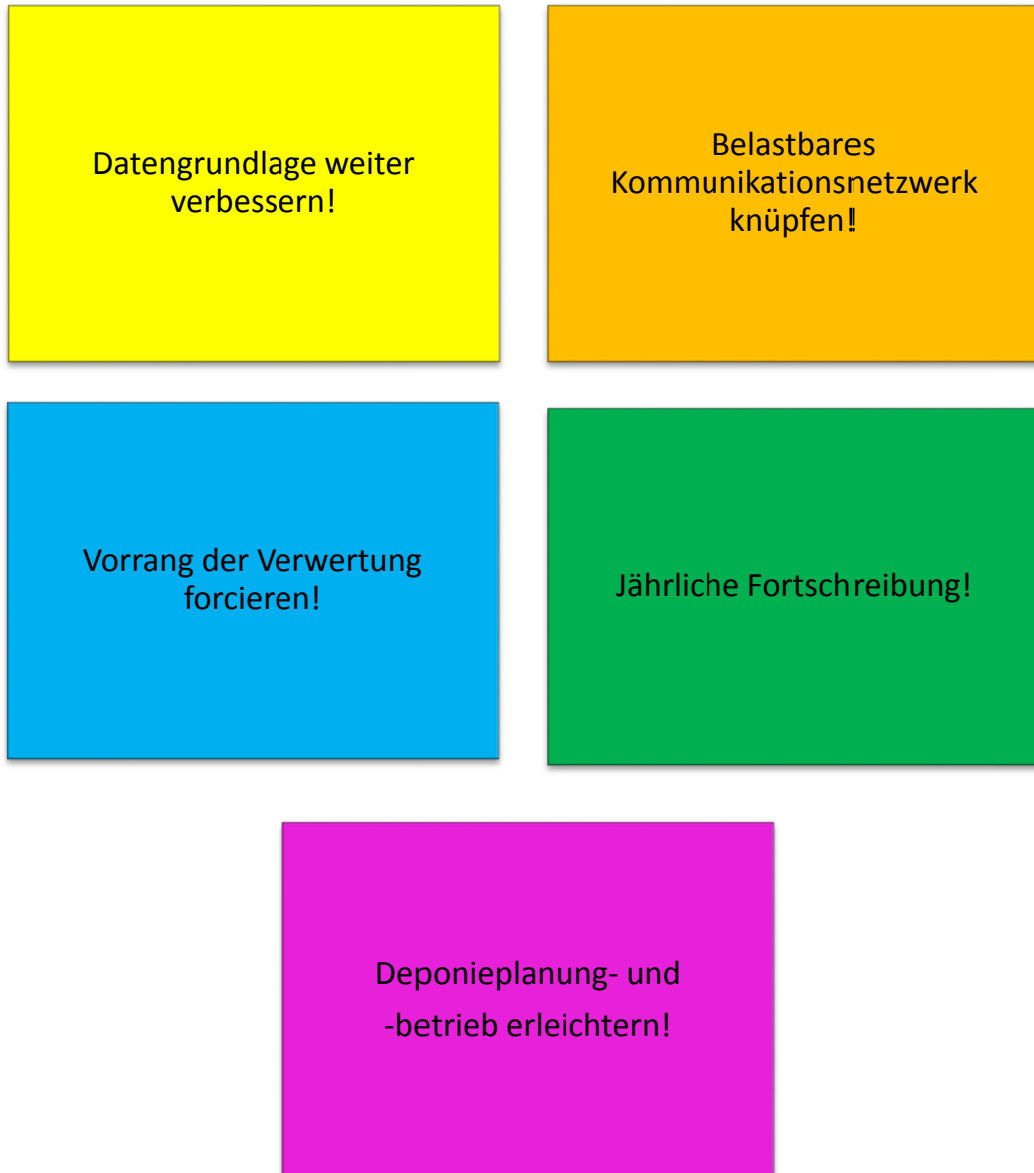 Datengrundlage weiter
verbessern!
Belastbares
Kommunikationsnetzwerk
knüpfen!
Vorrang der Verwertung
forcieren!
Jährliche Fortschreibung!
Deponieplanung- und
-betrieb erleichtern!